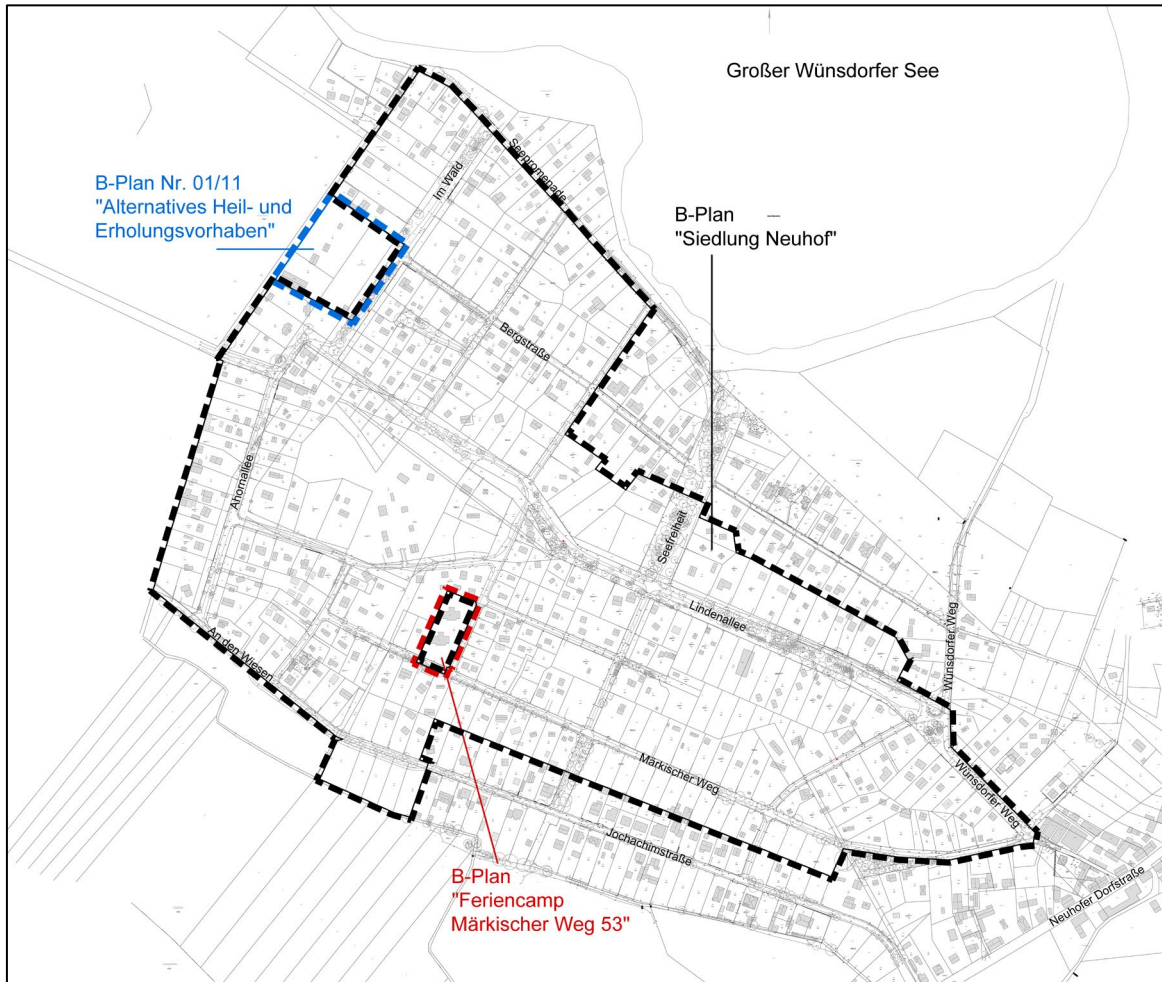 Großer Wünsdorfer See
B-Plan Nr. 01/11
"Alternatives Heil- und
Erholungsvorhaben"
Im Wald
Seepromenade
B-Plan
"Siedlung Neuhof"
Bergstraße
Ahornallee
Seefreiheit
Lindenallee
Wünsdorfer Weg
An den Wiesen
Märkischer Weg
Wünsdorfer Weg
Jochachimstraße
B-Plan
"Feriencamp
Märkischer Weg 53"
Neuhofer Dorfstraße